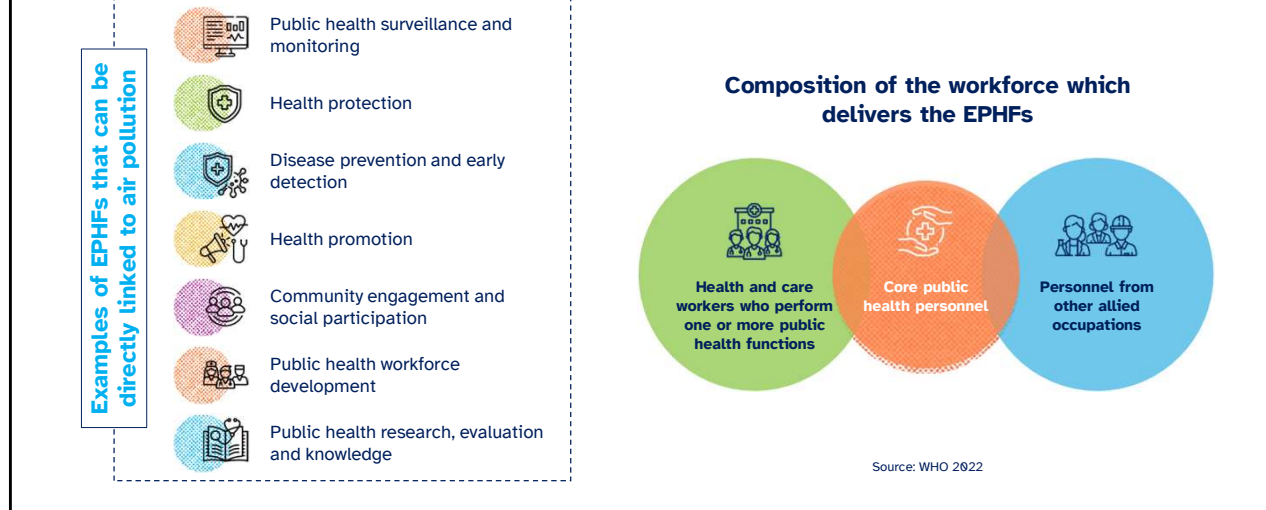 Examples of EPHFs that can be
directly linked to air pollution
Public health surveillance and
monitoring
Health protection
Disease prevention and early
detection
Health promotion
Community engagement and
social participation
Public health workforce
development
Public health research, evaluation
and knowledge
Composition of the workforce which
delivers the EPHFs
Health and care
workers who perform
one or more public
health functions
Core public
health personnel
Personnel from
other allied
occupations
Source: WHO 2022